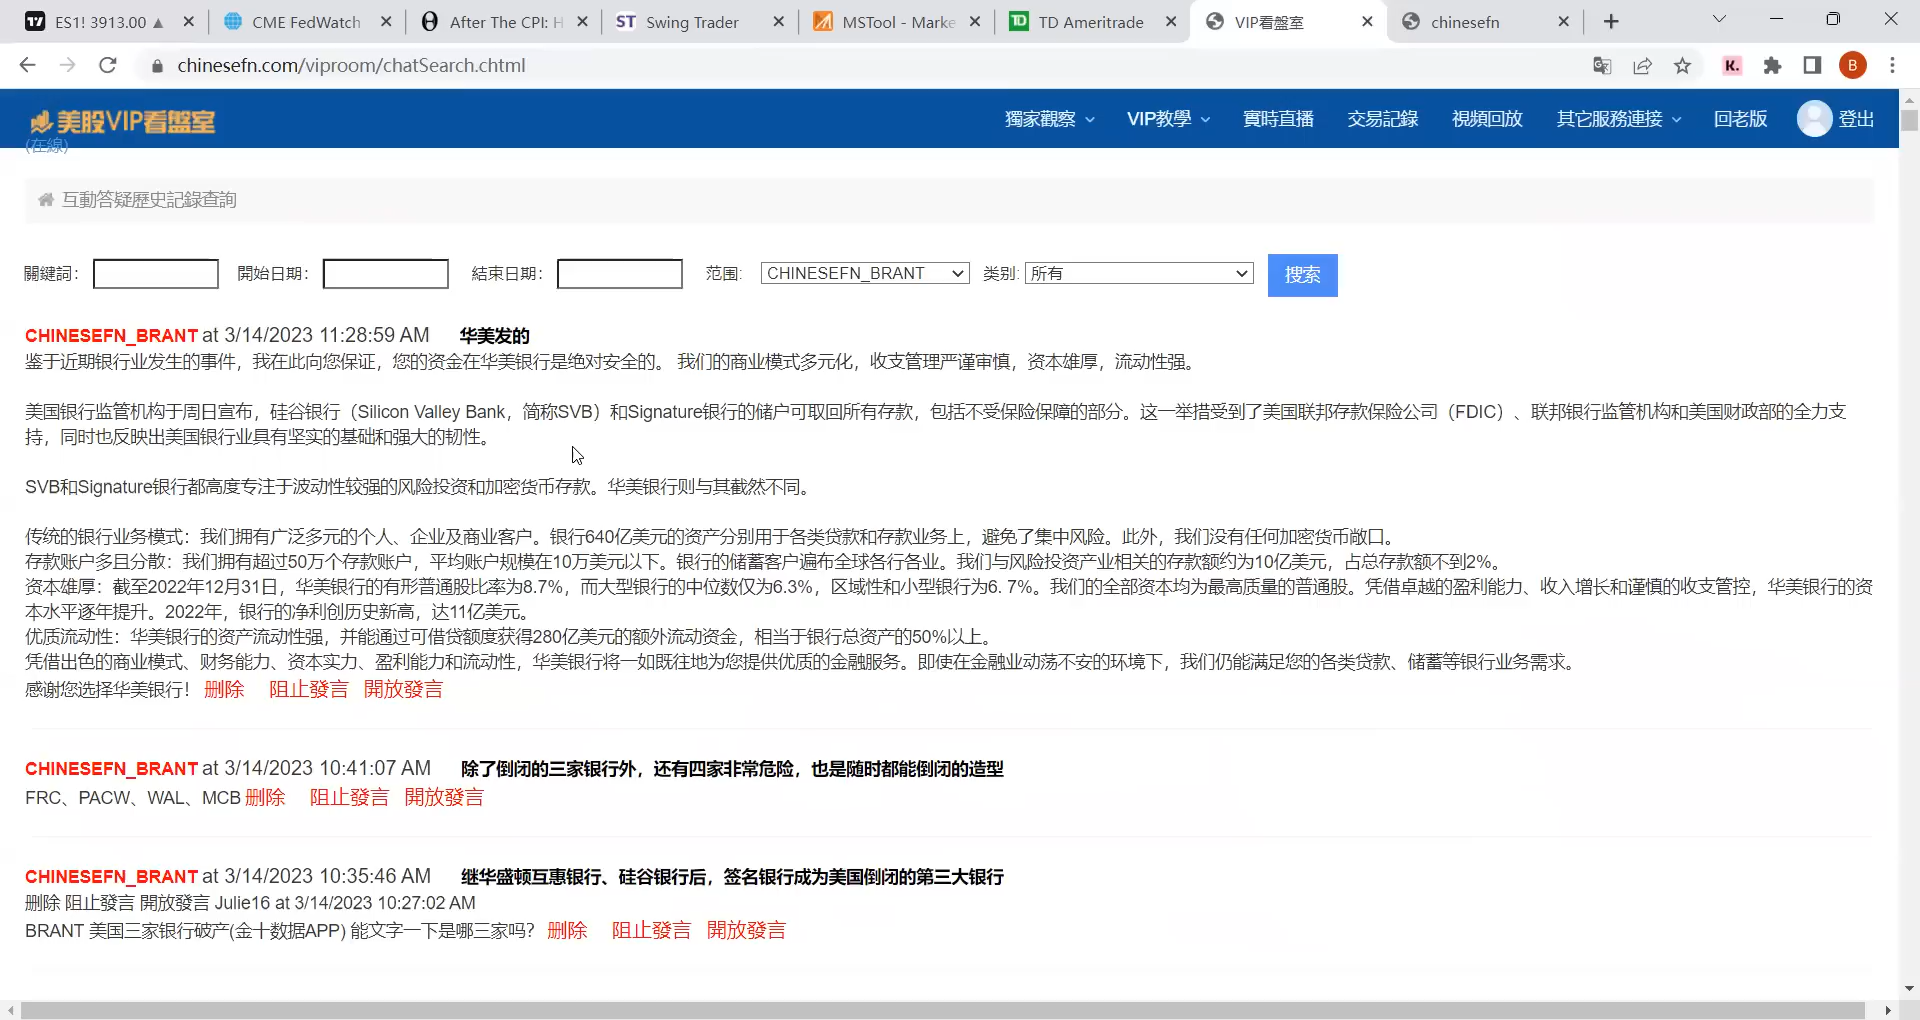 ES1! 3913.00 ▲
CME FedWatch
After The CPI: H
ST Swing Trader
MSTool - Marke
TD Ameritrade
VIP看盤室
chinesefn
chinesefn.com/viproom/chatSearch.chtml
K.
B
美股VIP看盤室
(在線)
獨家觀察
VIP教學
實時直播
交易記錄
視頻回放
其它服務連接
回老版
登出
互動答疑歷史記錄查詢
關鍵詞:
開始日期:
結束日期:
范围:
CHINESEFN_BRANT
类别:
所有
搜索
CHINESEFN_BRANT at 3/14/2023 11:28:59 AM 华美发的
鉴于近期银行业发生的事件，我在此向您保证，您的资金在华美银行是绝对安全的。 我们的商业模式多元化，收支管理严谨审慎，资本雄厚，流动性强。
美国银行监管机构于周日宣布，硅谷银行（Silicon Valley Bank，简称SVB）和Signature银行的储户可取回所有存款，包括不受保险保障的部分。这一举措受到了美国联邦存款保险公司（FDIC）、联邦银行监管机构和美国财政部的全力支
持，同时也反映出美国银行业具有坚实的基础和强大的韧性。
SVB和Signature银行都高度专注于波动性较强的风险投资和加密货币存款。华美银行则与其截然不同。
传统的银行业务模式：我们拥有广泛多元的个人、企业及商业客户。银行640亿美元的资产分别用于各类贷款和存款业务上，避免了集中风险。此外，我们没有任何加密货币敞口。
存款账户多且分散：我们拥有超过50万个存款账户，平均账户规模在10万美元以下。银行的储蓄客户遍布全球各行各业。我们与风险投资产业相关的存款额约为10亿美元，占总存款额不到2%。
资本雄厚：截至2022年12月31日，华美银行的有形普通股比率为8.7%，而大型银行的中位数仅为6.3%，区域性和小型银行为6. 7%。我们的全部资本均为最高质量的普通股。凭借卓越的盈利能力、收入增长和谨慎的收支管控，华美银行的资
本水平逐年提升。2022年，银行的净利创历史新高，达11亿美元。
优质流动性：华美银行的资产流动性强，并能通过可借贷额度获得280亿美元的额外流动资金，相当于银行总资产的50%以上。
凭借出色的商业模式、财务能力、资本实力、盈利能力和流动性，华美银行将一如既往地为您提供优质的金融服务。即使在金融业动荡不安的环境下，我们仍能满足您的各类贷款、储蓄等银行业务需求。
感谢您选择华美银行！ 刪除 阻止發言 開放發言
CHINESEFN_BRANT at 3/14/2023 10:41:07 AM 除了倒闭的三家银行外，还有四家非常危险，也是随时都能倒闭的造型
FRC、PACW、WAL、MCB 刪除 阻止發言 開放發言
CHINESEFN_BRANT at 3/14/2023 10:35:46 AM 继华盛顿互惠银行、硅谷银行后，签名银行成为美国倒闭的第三大银行
刪除 阻止發言 開放發言 Julie16 at 3/14/2023 10:27:02 AM
BRANT 美国三家银行破产(金十数据APP) 能文字一下是哪三家吗? 刪除 阻止發言 開放發言